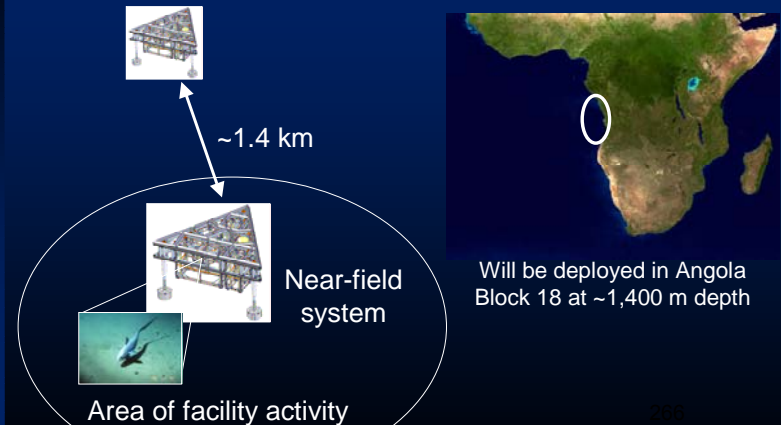 ~1.4 km
Near-field
system
Will be deployed in Angola
Block 18 at ~1,400 m depth
Area of facility activity
266